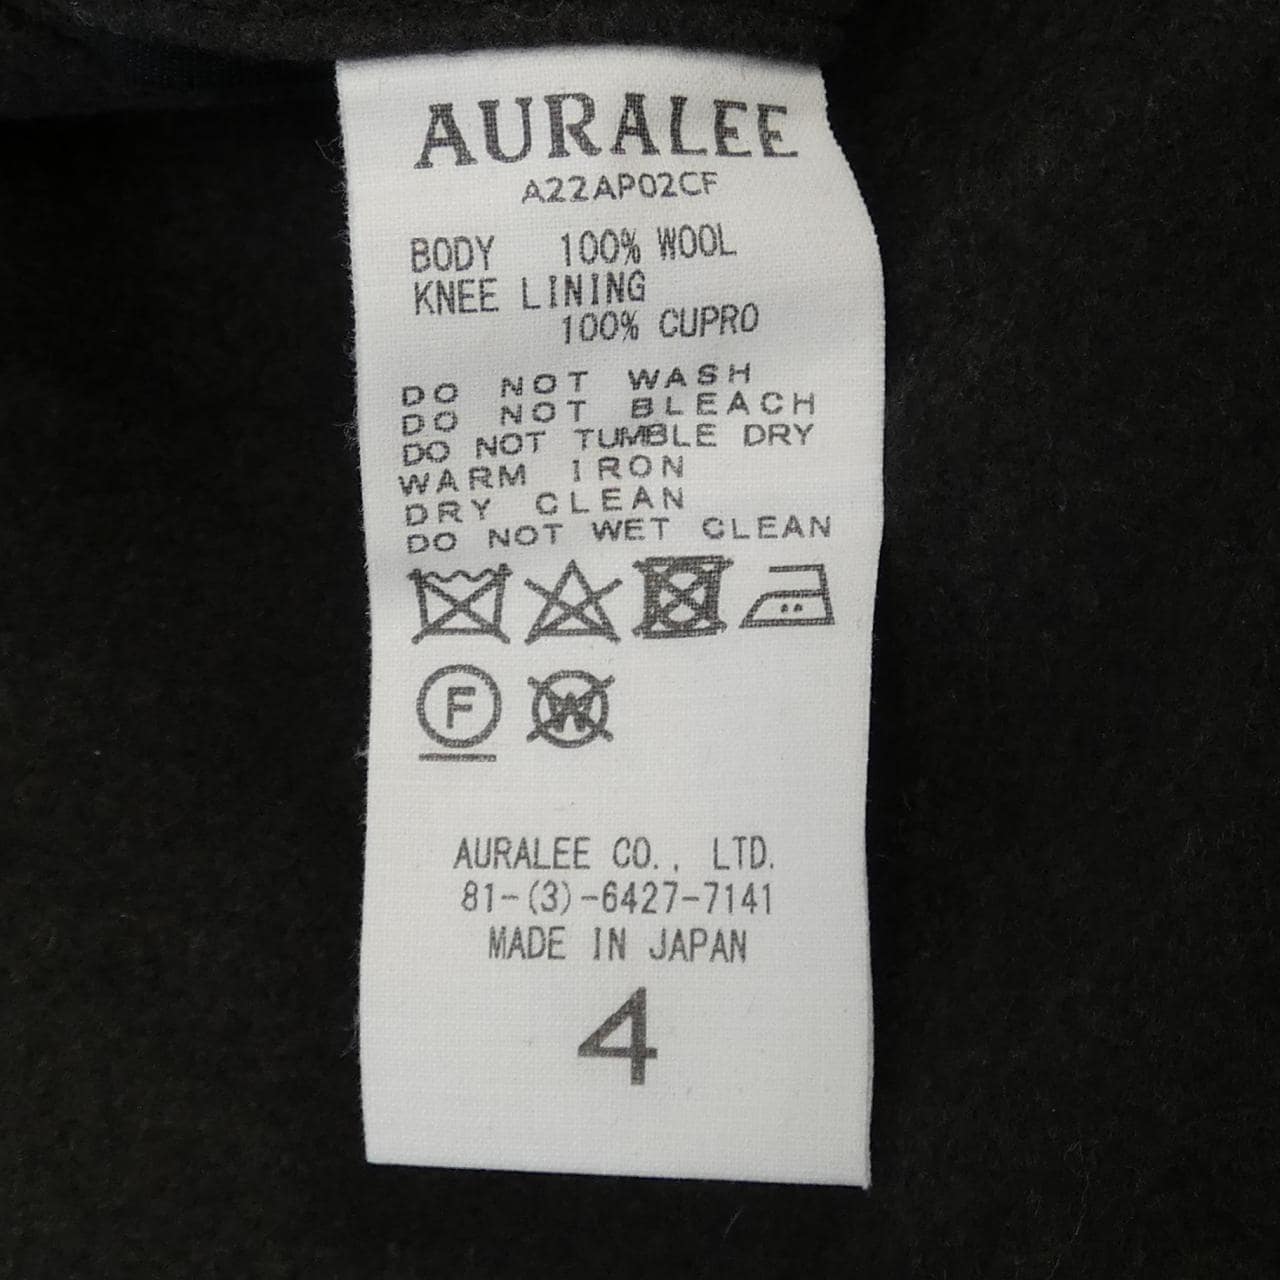 AURALEE
A22AP02CF
BODY 100% WOOL
KNEE LINING
100% CUPRO
DO NOT WASH
DO NOT BLEACH
DO NOT TUMBLE DRY
WARM IRON
DRY CLEAN
DO NOT WET CLEAN
F W
AURALEE CO., LTD.
81-(3)-6427-7141
MADE IN JAPAN
4